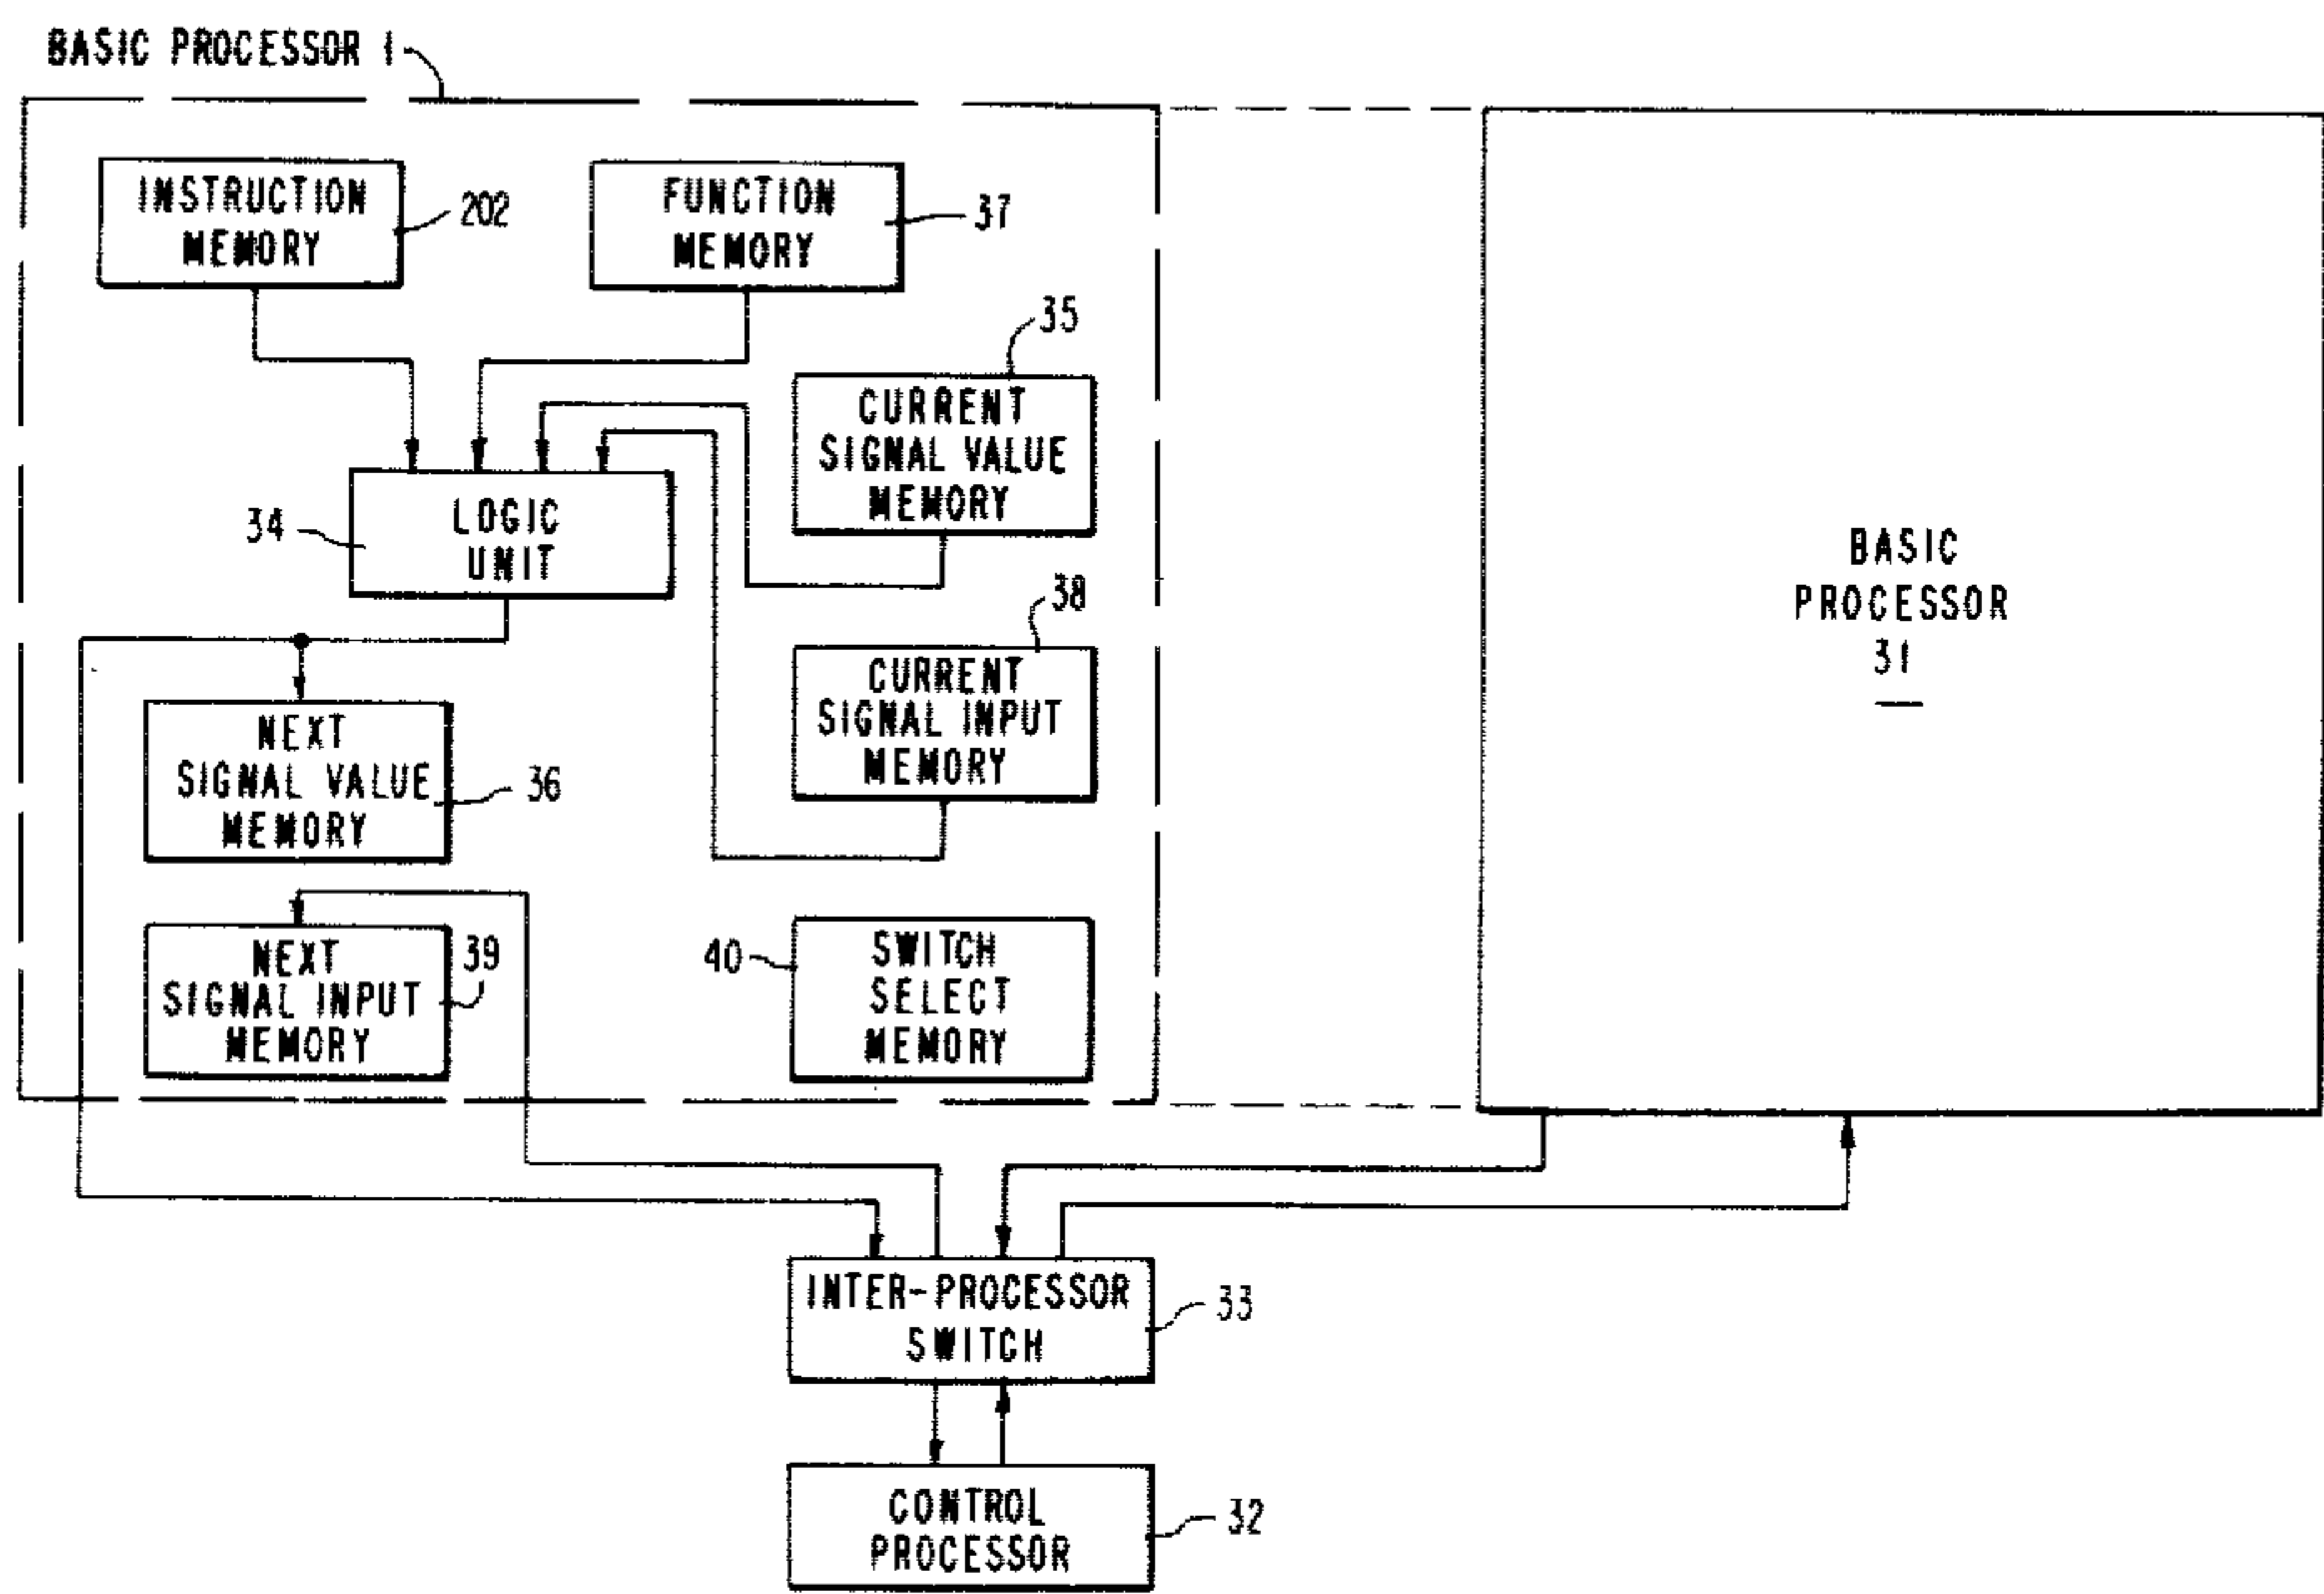 BASIC PROCESSOR 1
INSTRUCTION
MEMORY
202
FUNCTION
MEMORY
37
35
CURRENT
SIGNAL VALUE
MEMORY
34
LOGIC
UNIT
38
CURRENT
SIGNAL INPUT
MEMORY
NEXT
SIGNAL VALUE
MEMORY
36
NEXT
SIGNAL INPUT
MEMORY
39
40
SWITCH
SELECT
MEMORY
BASIC
PROCESSOR
31
INTER-PROCESSOR
SWITCH
33
CONTROL
PROCESSOR
32